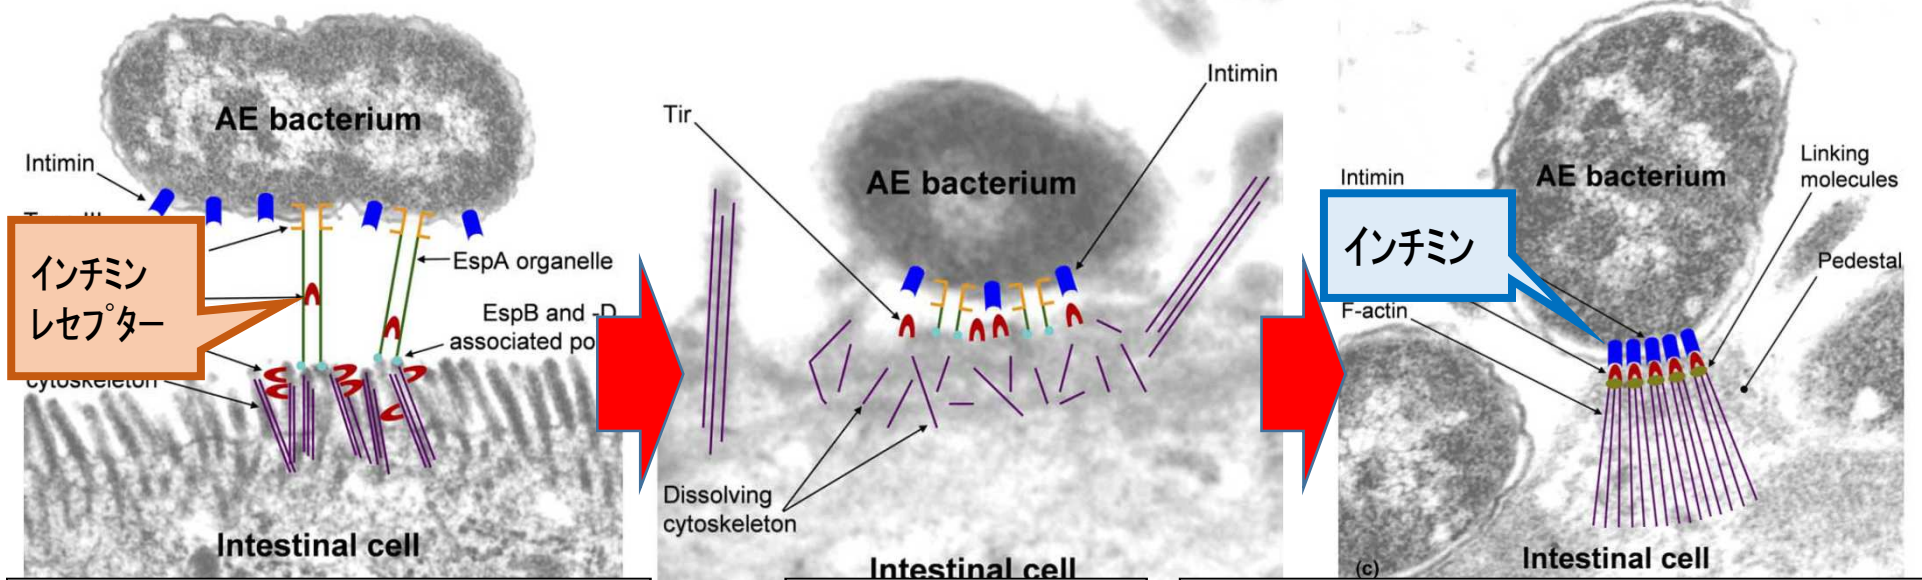 AE bacterium
Intimin
インチミン
レセプター
EspA organelle
EspB and -D
associated
cytoskeleton
Intestinal cell
Tir
Intimin
AE bacterium
Dissolving
cytoskeleton
Intestinal cell
AE bacterium
Linking
molecules
Intimin
インチミン
Pedestal
F-actin
Intestinal cell
(c)